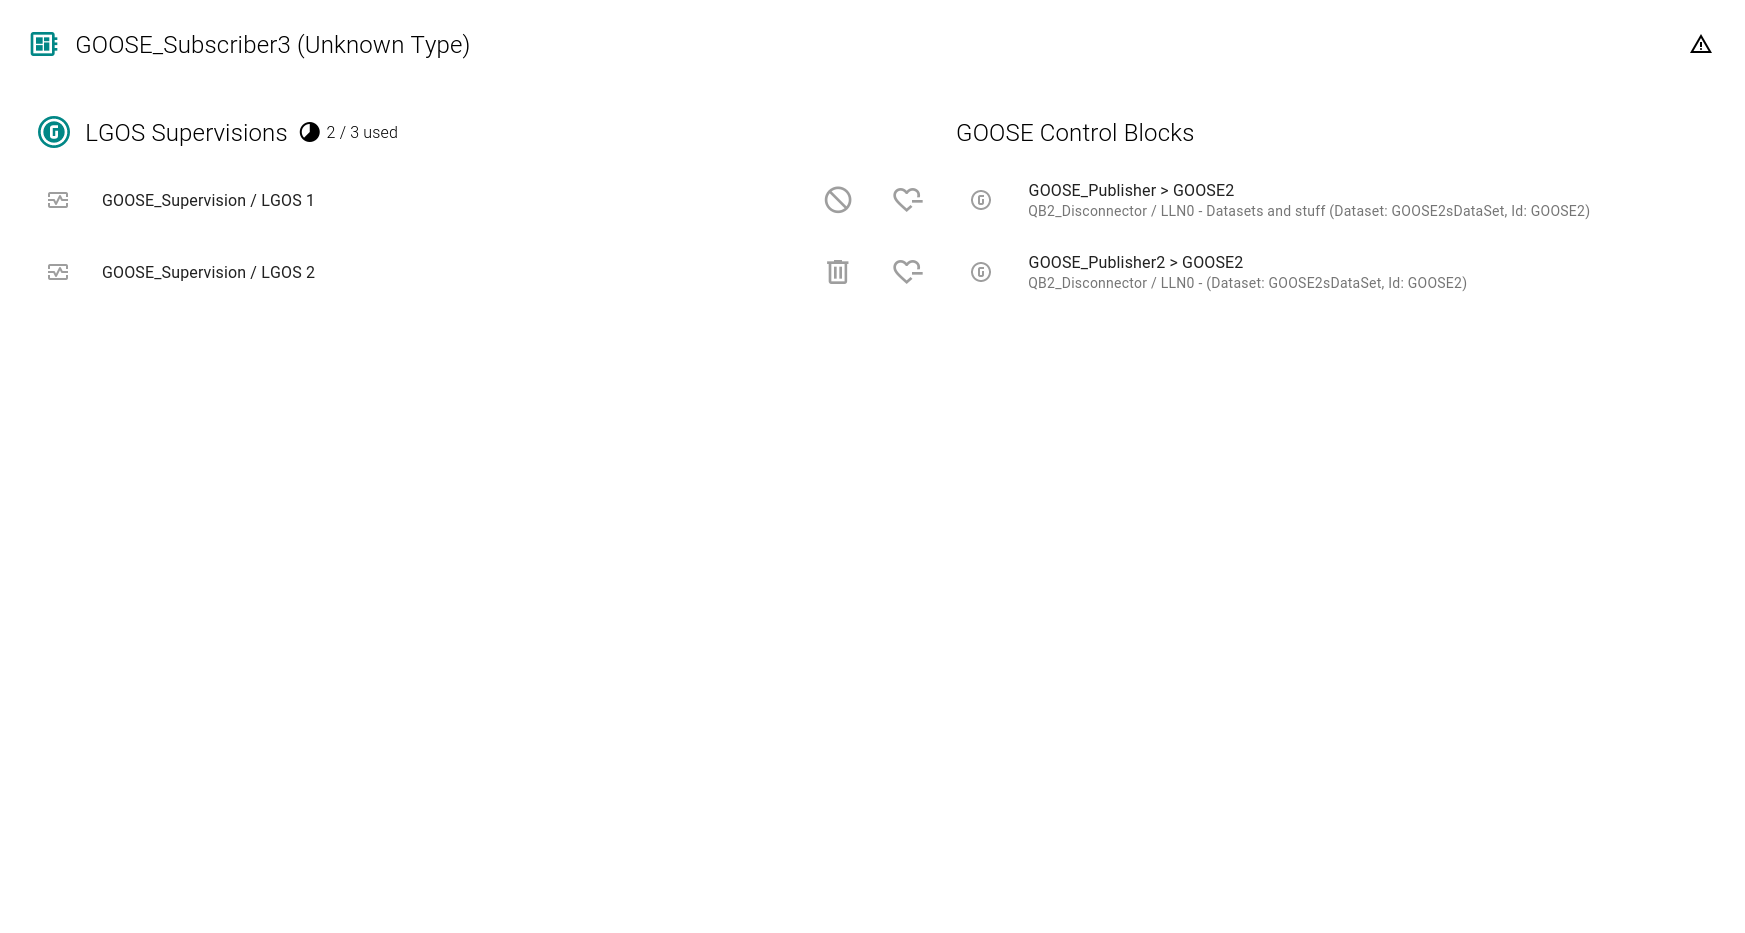 GOOSE_Subscriber3 (Unknown Type)
LGOS Supervisions 2 / 3 used
GOOSE Control Blocks
GOOSE_Supervision / LGOS 1
GOOSE_Publisher > GOOSE2
QB2_Disconnector / LLN0 - Datasets and stuff (Dataset: GOOSE2sDataSet, Id: GOOSE2)
GOOSE_Supervision / LGOS 2
GOOSE_Publisher2 > GOOSE2
QB2_Disconnector / LLN0 - (Dataset: GOOSE2sDataSet, Id: GOOSE2)